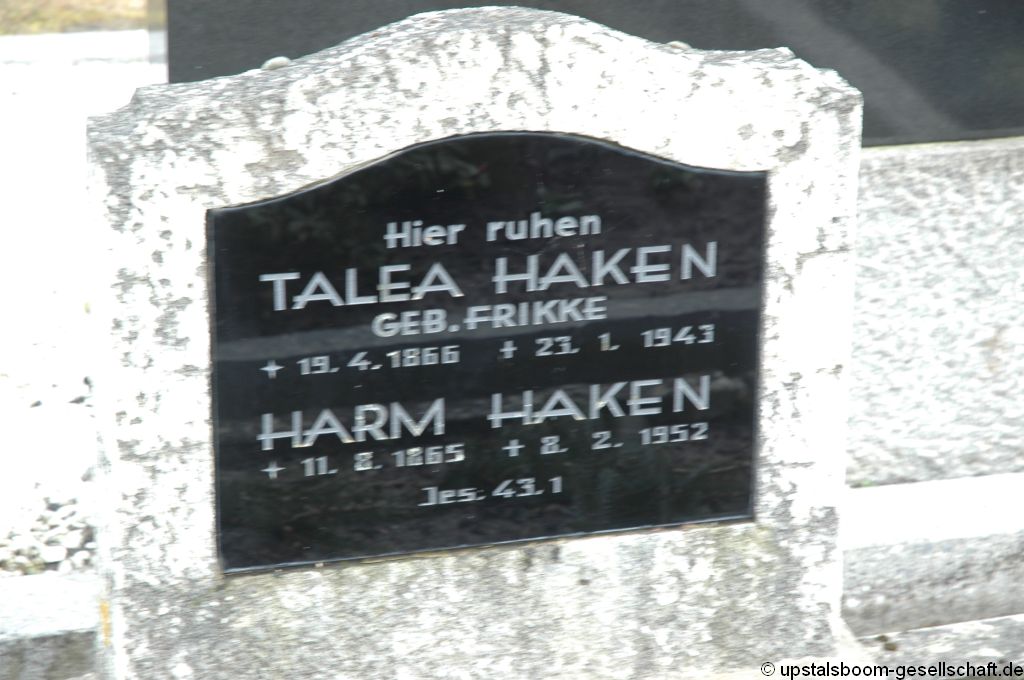 Hier ruhen
TALEA HAKEN
GEB. FRIKKE
+ 19. 4. 1866 + 23. 1. 1943
HARM HAKEN
+ 11. 8. 1865 + 8. 2. 1952
Jes. 43.1
© upstalsboom-gesellschaft.de